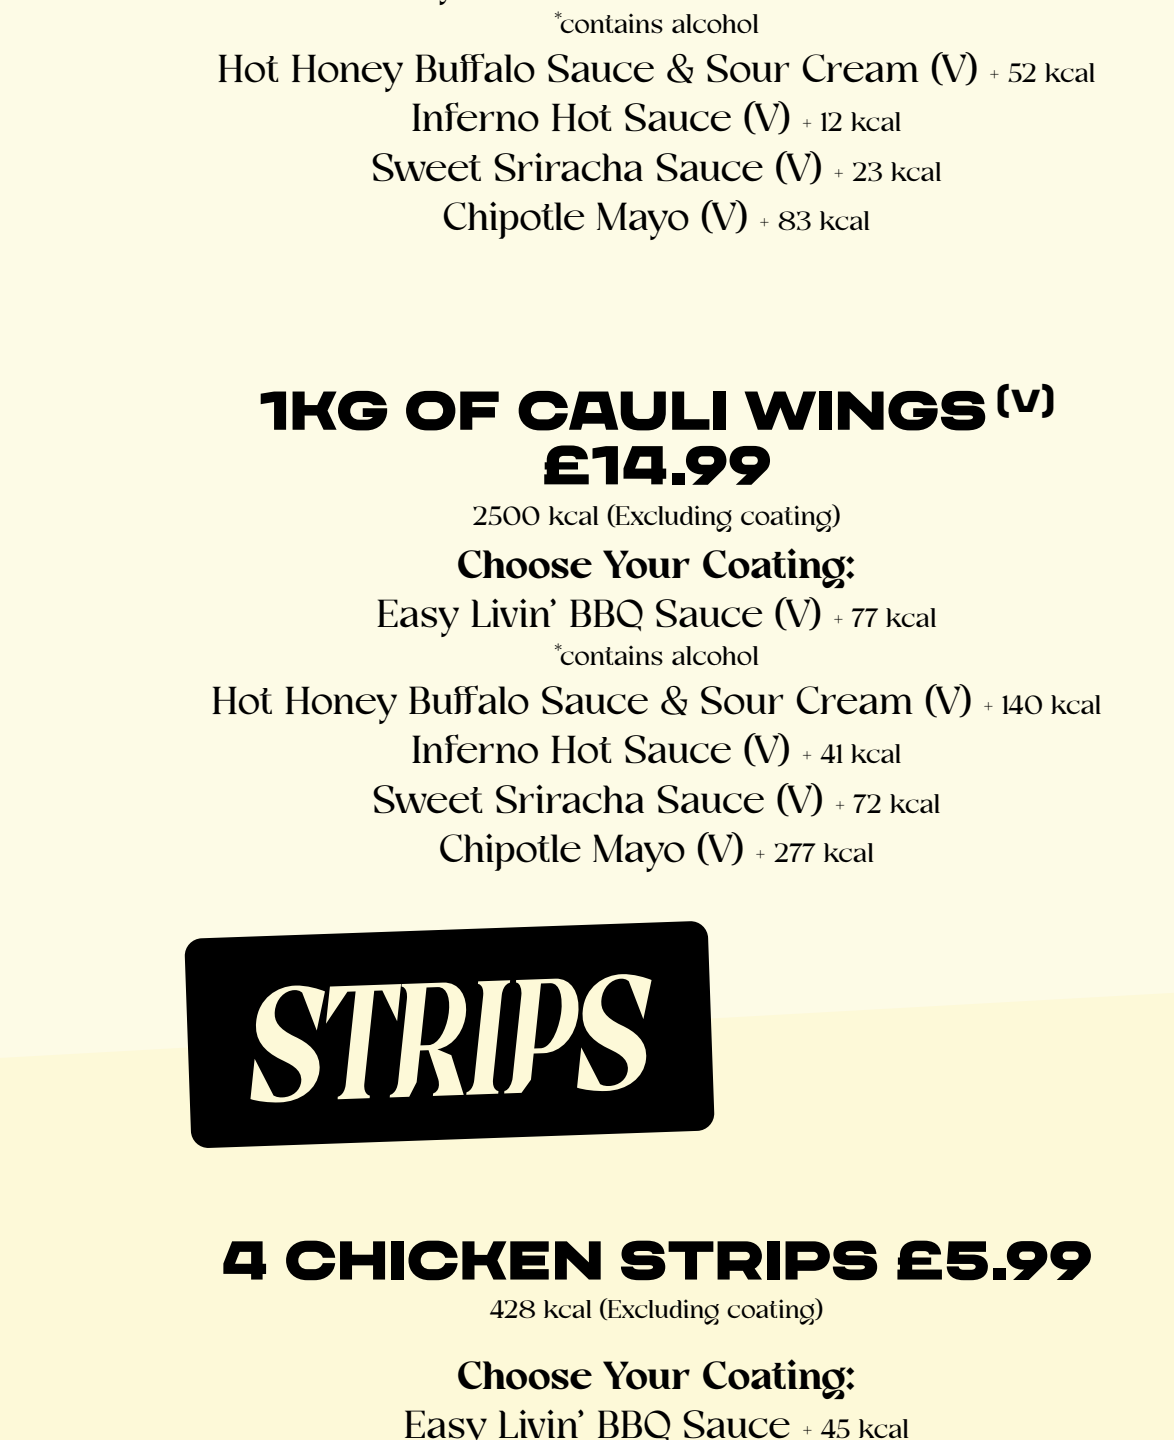 *contains alcohol
Hot Honey Buffalo Sauce & Sour Cream (V) + 52 kcal
Inferno Hot Sauce (V) + 12 kcal
Sweet Sriracha Sauce (V) + 23 kcal
Chipotle Mayo (V) + 83 kcal
1KG OF CAULI WINGS (V)
£14.99
2500 kcal (Excluding coating)
Choose Your Coating:
Easy Livin’ BBQ Sauce (V) + 77 kcal
*contains alcohol
Hot Honey Buffalo Sauce & Sour Cream (V) + 140 kcal
Inferno Hot Sauce (V) + 41 kcal
Sweet Sriracha Sauce (V) + 72 kcal
Chipotle Mayo (V) + 277 kcal
STRIPS
4 CHICKEN STRIPS £5.99
428 kcal (Excluding coating)
Choose Your Coating:
Easy Livin’ BBQ Sauce + 45 kcal